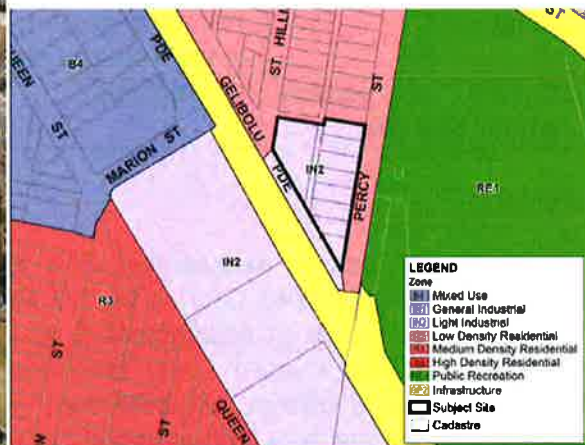 ST
B4
PDE
ST HILL
GELIBOLU
ST
MARION ST
IN2
PDE
PERCY
RE1
IN2
R3
ST
ST
QUEEN
LEGEND
Zone
Mixed Use
General Industrial
Light Industrial
Low Density Residential
Medium Density Residential
High Density Residential
Public Recreation
Infrastructure
Subject Site
Cadastre